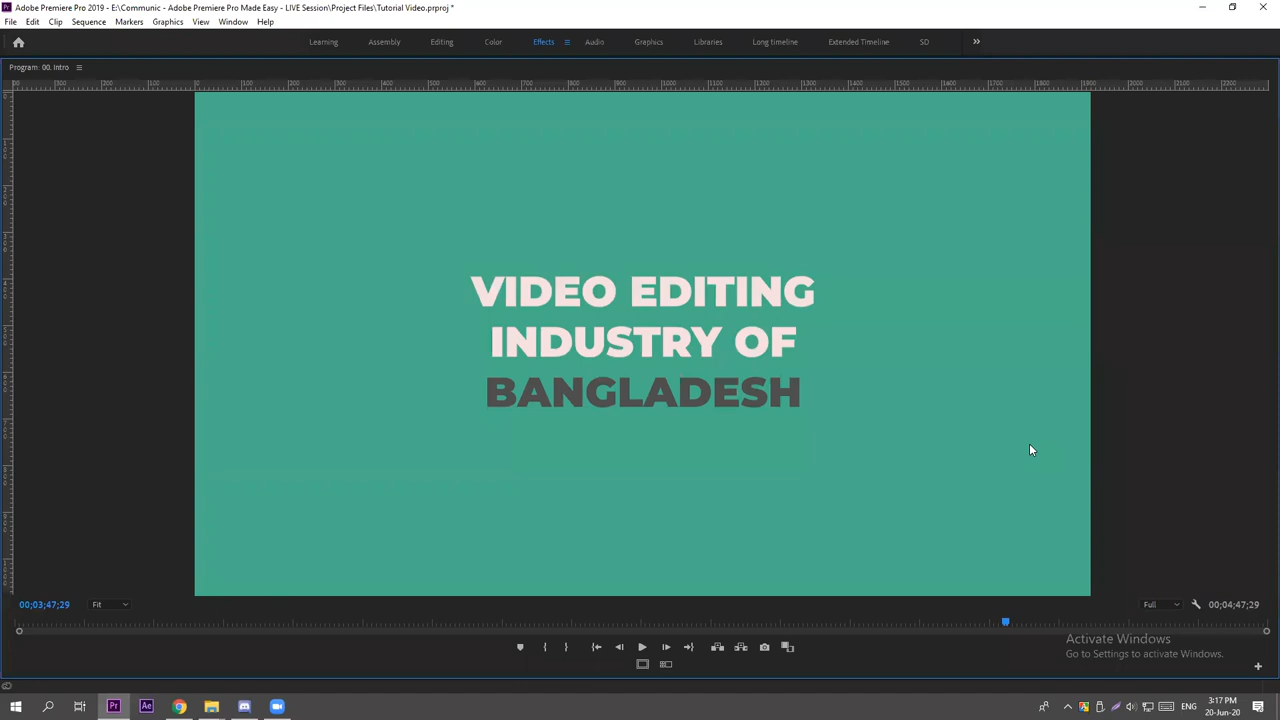 Adobe Premiere Pro 2019 - E:\Communic - Adobe Premiere Pro Made Easy - LIVE Session\Project Files\Tutorial Video.prproj *
File Edit Clip Sequence Markers Graphics View Window Help
Learning Assembly Editing Color Effects Audio Graphics Libraries Long timeline Extended Timeline SD
Program: 00. Intro
VIDEO EDITING
INDUSTRY OF
BANGLADESH
00;03;47;29 Fit Full 00;04;47;29
Activate Windows
Go to Settings to activate Windows.
ENG 3:17 PM
20-Jun-20